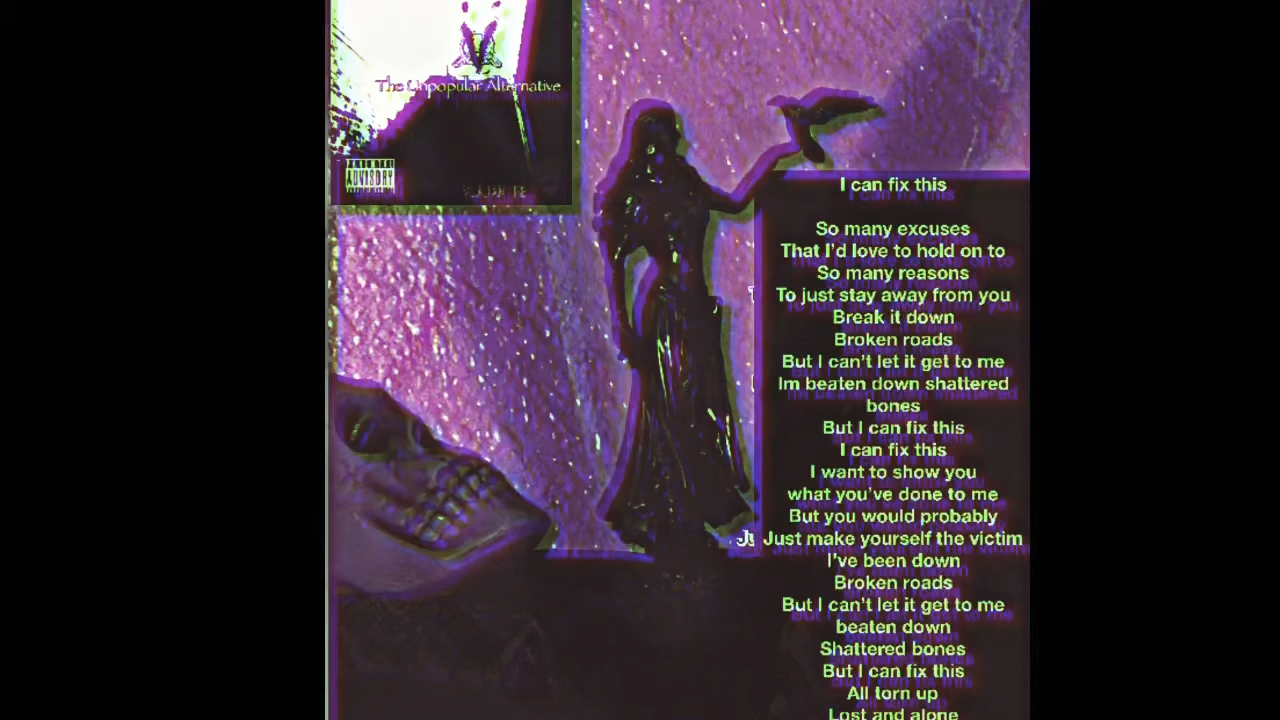 The Unpopular Alternative
ADVISORY
I can fix this
So many excuses
That I'd love to hold on to
So many reasons
To just stay away from you
Break it down
Broken roads
But I can't let it get to me
Im beaten down shattered
bones
But I can fix this
I can fix this
I want to show you
what you've done to me
But you would probably
Just make yourself the victim
I've been down
Broken roads
But I can't let it get to me
beaten down
Shattered bones
But I can fix this
All torn up
Lost and alone